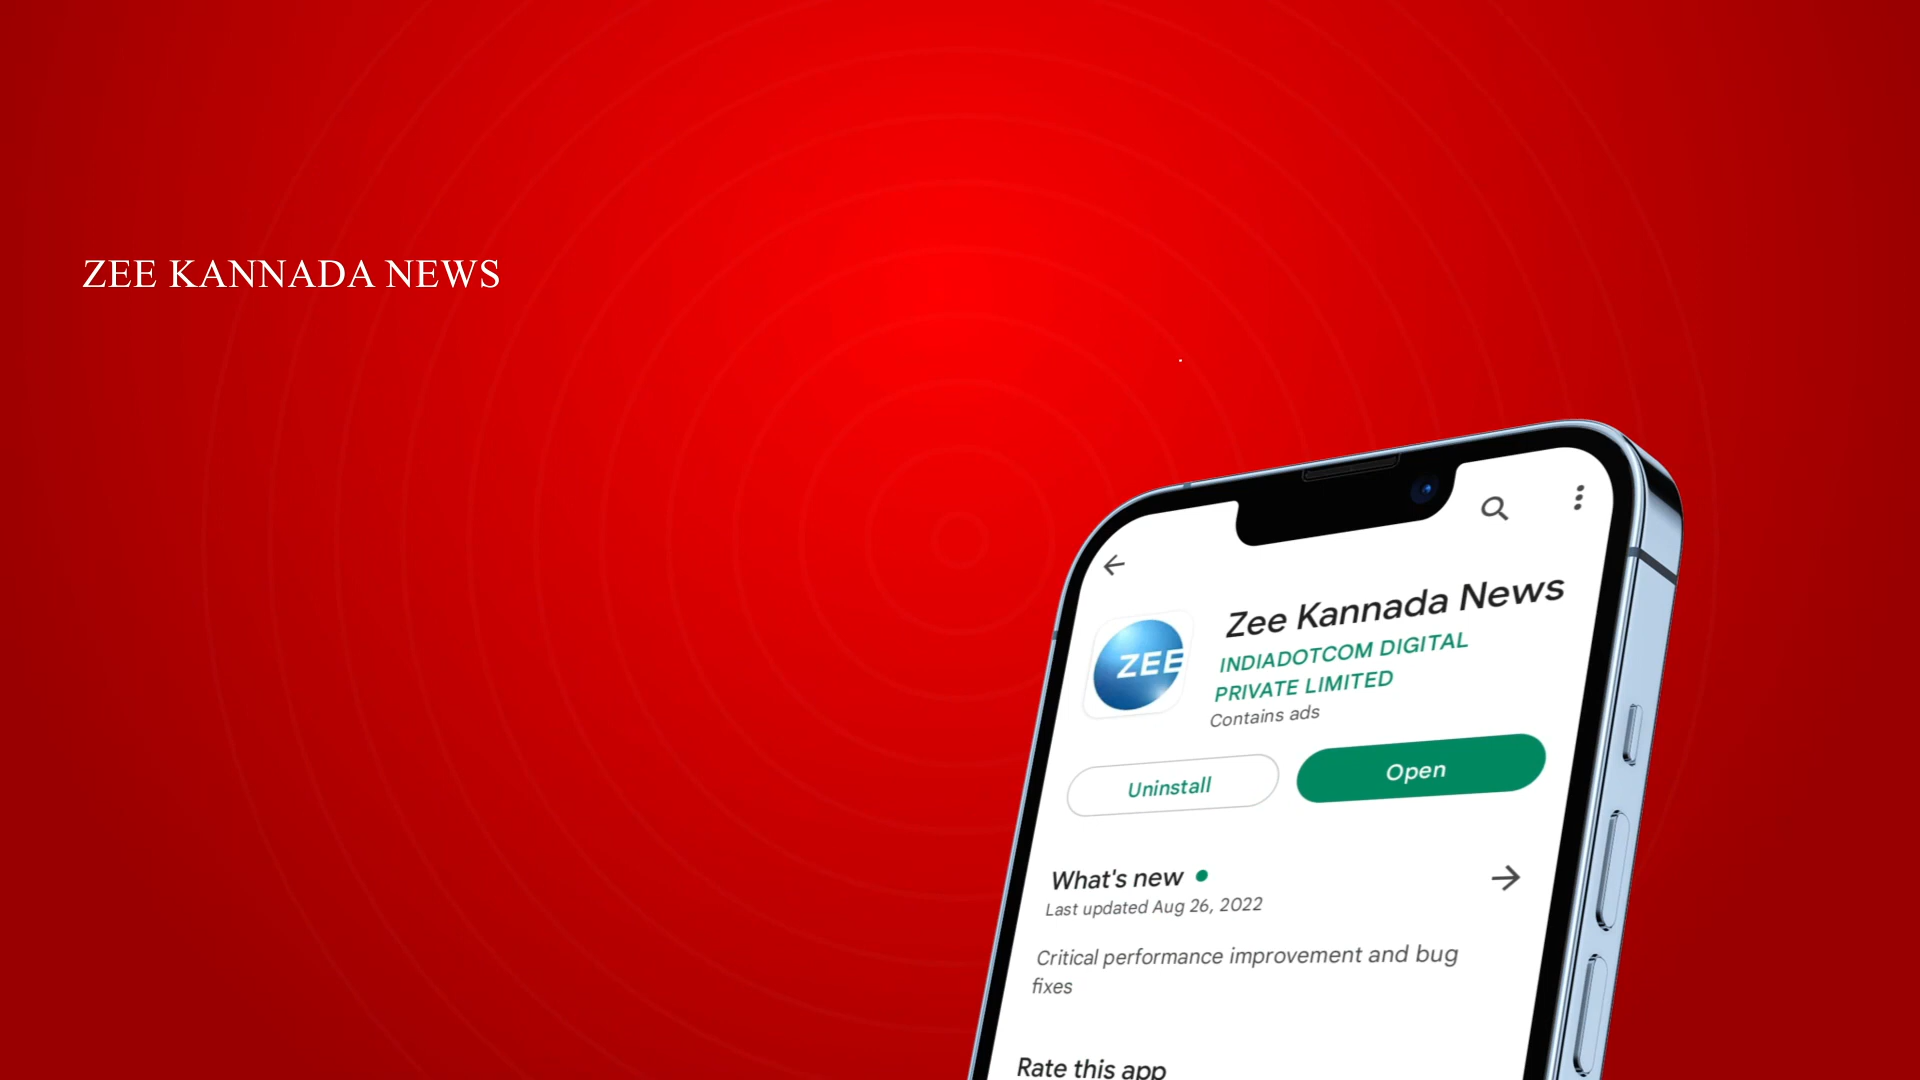 ZEE KANNADA NEWS
Zee Kannada News
INDIADOTCOM DIGITAL
PRIVATE LIMITED
Contains ads
ZEE
Uninstall
Open
What's new
Last updated Aug 26, 2022
Critical performance improvement and bug
fixes
Rate this app